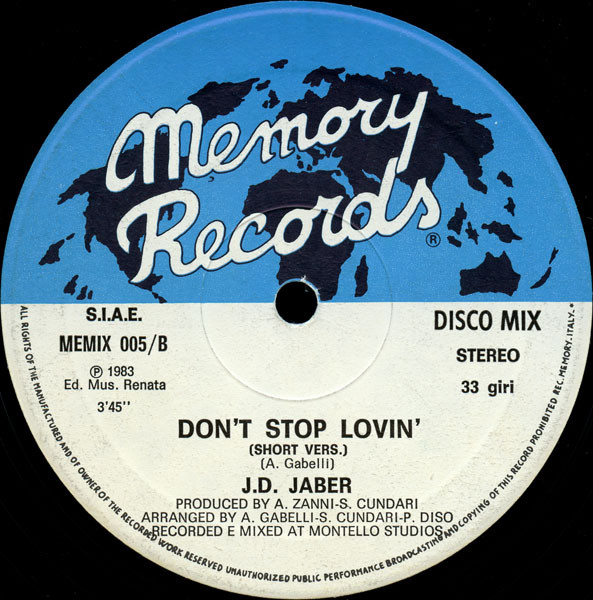 Memory
Records
®
S.I.A.E.
MEMIX 005/B
Ⓟ 1983
Ed. Mus. Renata
3'45''
DISCO MIX
STEREO
33 giri
DON'T STOP LOVIN'
(SHORT VERS.)
(A. Gabelli)
J.D. JABER
PRODUCED BY A. ZANNI-S. CUNDARI
ARRANGED BY A. GABELLI-S. CUNDARI-P. DISO
RECORDED E MIXED AT MONTELLO STUDIOS
ALL RIGHTS OF THE MANUFACTURED AND OF OWNER OF THE RECORDED WORK RESERVED UNAUTHORIZED PUBLIC PERFORMANCE BROADCASTING AND COPYING OF THIS RECORD PROHIBITED REC. MEMORY. ITALY. •